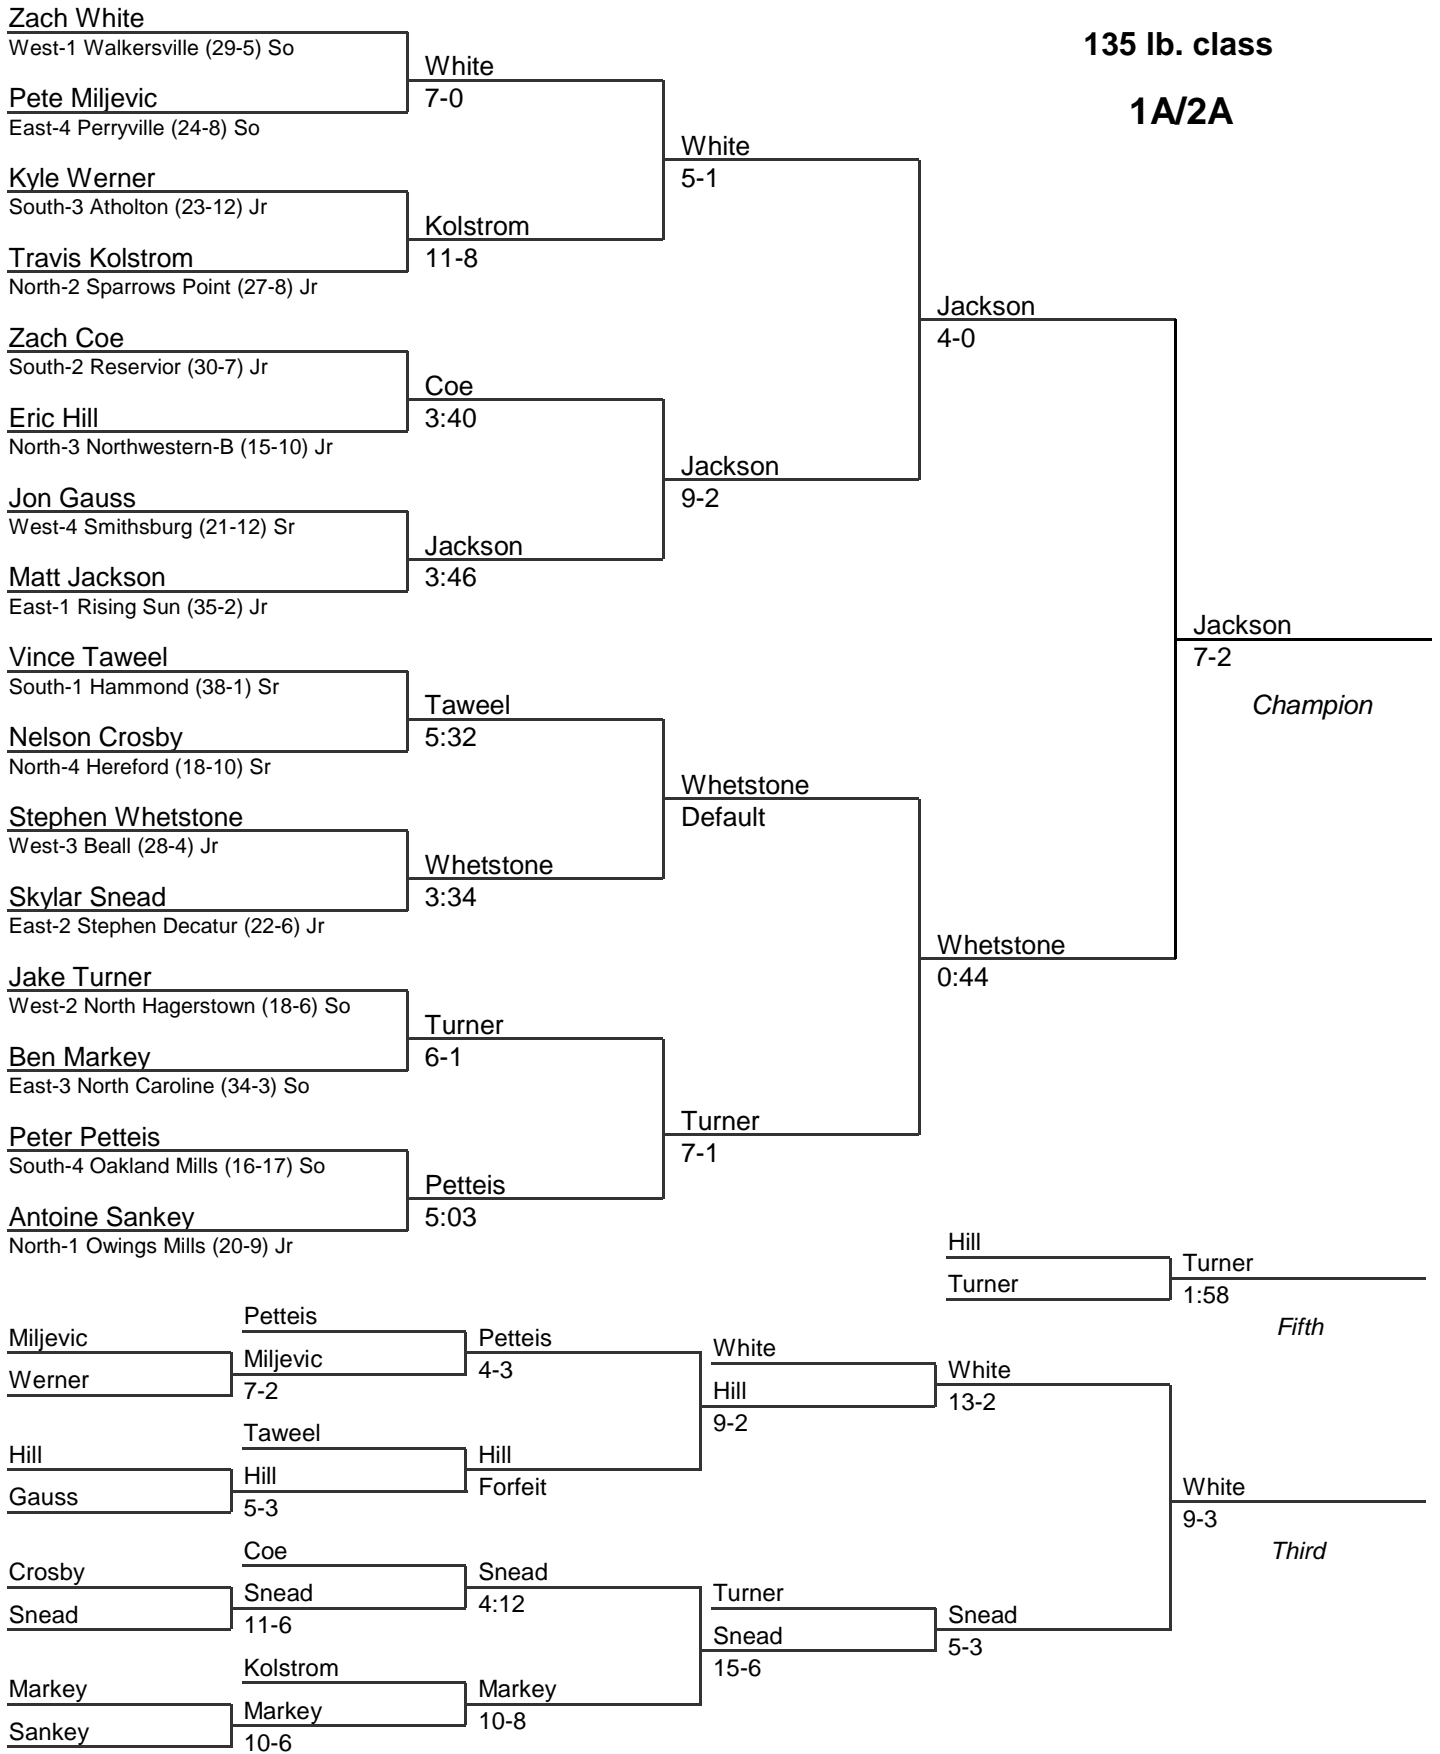 135 lb. class
1A/2A
Zach White
West-1 Walkersville (29-5) So
Pete Miljevic
East-4 Perryville (24-8) So
Kyle Werner
South-3 Atholton (23-12) Jr
Travis Kolstrom
North-2 Sparrows Point (27-8) Jr
Zach Coe
South-2 Reservior (30-7) Jr
Eric Hill
North-3 Northwestern-B (15-10) Jr
Jon Gauss
West-4 Smithsburg (21-12) Sr
Matt Jackson
East-1 Rising Sun (35-2) Jr
Vince Taweel
South-1 Hammond (38-1) Sr
Nelson Crosby
North-4 Hereford (18-10) Sr
Stephen Whetstone
West-3 Beall (28-4) Jr
Skylar Snead
East-2 Stephen Decatur (22-6) Jr
Jake Turner
West-2 North Hagerstown (18-6) So
Ben Markey
East-3 North Caroline (34-3) So
Peter Petteis
South-4 Oakland Mills (16-17) So
Antoine Sankey
North-1 Owings Mills (20-9) Jr
White
7-0
Kolstrom
11-8
Coe
3:40
Jackson
3:46
Taweel
5:32
Whetstone
3:34
Turner
6-1
Petteis
5:03
White
5-1
Jackson
9-2
Whetstone
Default
Turner
7-1
Jackson
4-0
Whetstone
0:44
Jackson
7-2
Champion
Hill
Turner
Turner
1:58
Fifth
Miljevic
Werner
Hill
Gauss
Crosby
Snead
Markey
Sankey
Petteis
Miljevic
7-2
Taweel
Hill
5-3
Coe
Snead
11-6
Kolstrom
Markey
10-6
Petteis
4-3
Hill
Forfeit
Snead
4:12
Markey
10-8
White
Hill
9-2
Turner
Snead
15-6
White
13-2
Snead
5-3
White
9-3
Third